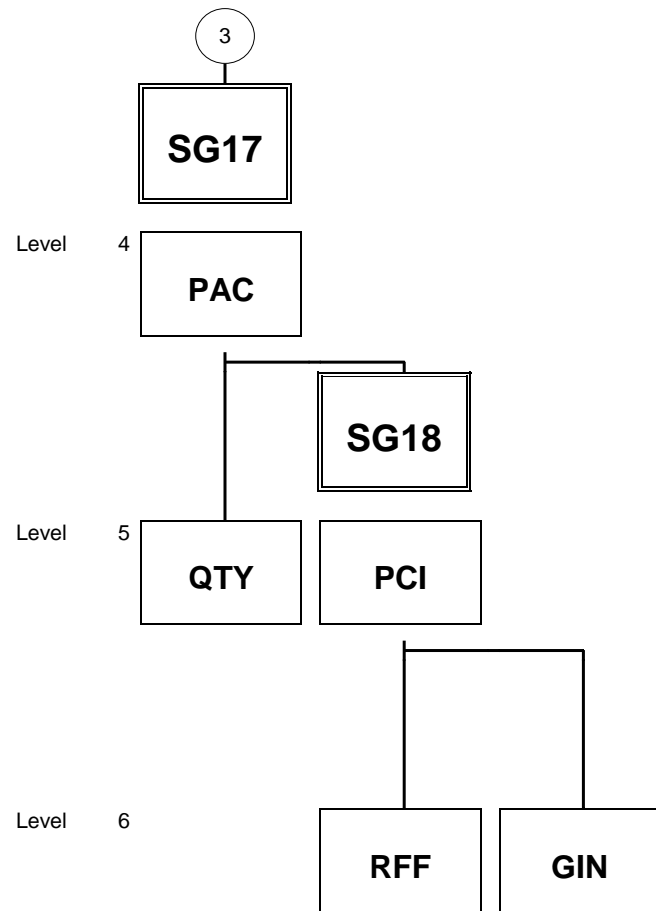 3
SG17
Level 4
PAC
SG18
Level 5
QTY PCI
Level 6
RFF GIN